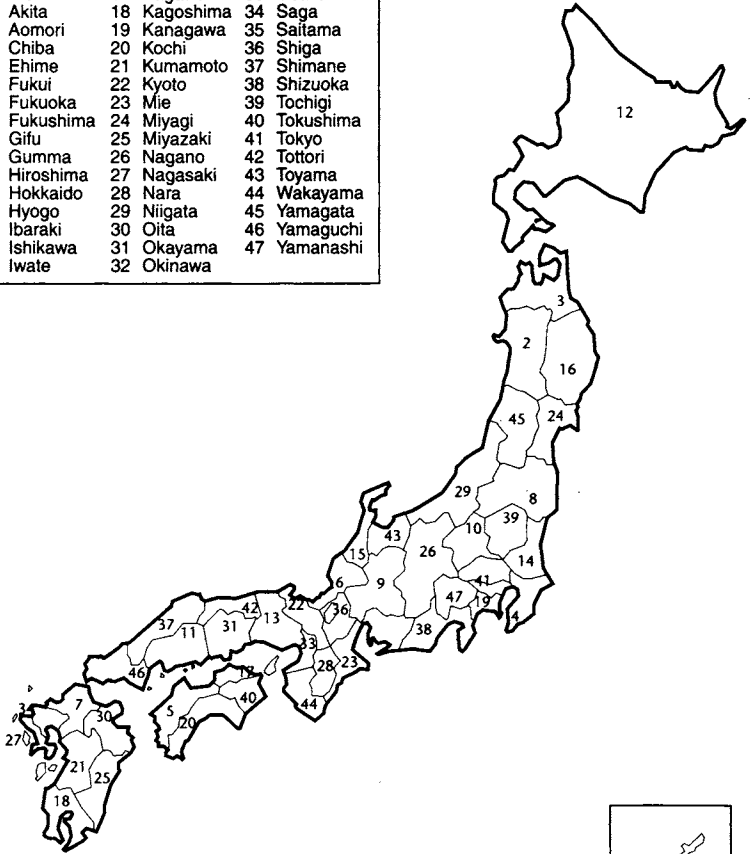 Akita 18 Kagoshima 34 Saga
Aomori 19 Kanagawa 35 Saitama
Chiba 20 Kochi 36 Shiga
Ehime 21 Kumamoto 37 Shimane
Fukui 22 Kyoto 38 Shizuoka
Fukuoka 23 Mie 39 Tochigi
Fukushima 24 Miyagi 40 Tokushima
Gifu 25 Miyazaki 41 Tokyo
Gumma 26 Nagano 42 Tottori
Hiroshima 27 Nagasaki 43 Toyama
Hokkaido 28 Nara 44 Wakayama
Hyogo 29 Niigata 45 Yamagata
Ibaraki 30 Oita 46 Yamaguchi
Ishikawa 31 Okayama 47 Yamanashi
Iwate 32 Okinawa
12
3
2
16
45
24
29
8
39
10
43
26
15
14
6
9
41
47
19
4
42
22
36
13
37
11
31
38
33
28
23
46
17
40
44
5
20
7
30
27
21
25
18